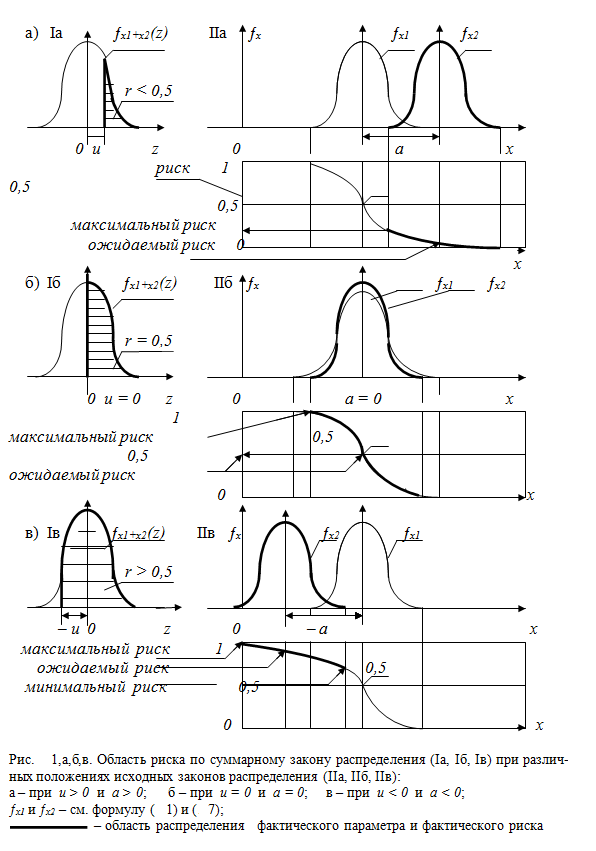 а) Iа fx1+x2(z) IIа fx fx1 fx2
r < 0,5
0 u z 0 a x
риск 1
0,5
0,5
максимальный риск
ожидаемый риск 0
x
б) Iб fx1+x2(z) IIб fx fx1 fx2
r = 0,5
0 u = 0 z 0 a = 0 x
1
максимальный риск 0,5
0,5
ожидаемый риск
0 x
в) Iв fx1+x2(z) IIв fx fx2 fx1
r > 0,5
– u 0 z 0 – a x
максимальный риск 1
ожидаемый риск 0,5
минимальный риск 0,5
0 x
Рис. 1,а,б,в. Область риска по суммарному закону распределения (Iа, Iб, Iв) при различ-
ных положениях исходных законов распределения (IIа, IIб, IIв):
а – при u > 0 и a > 0; б – при u = 0 и a = 0; в – при u < 0 и a < 0;
fx1 и fx2 – см. формулу ( 1) и ( 7);
– область распределения фактического параметра и фактического риска